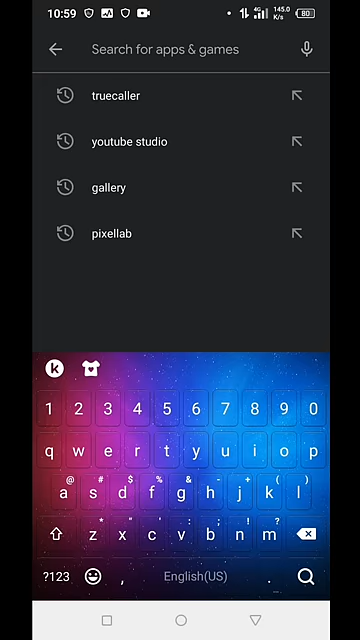 10:59 4G 145.0 K/s 80
Search for apps & games
truecaller
youtube studio
gallery
pixellab
k
1 2 3 4 5 6 7 8 9 0
q w e r t y u i o p
@ # $ % & - + ( )
a s d f g h j k l
* " ' : ; ! ?
z x c v b n m
?123 , English(US) .